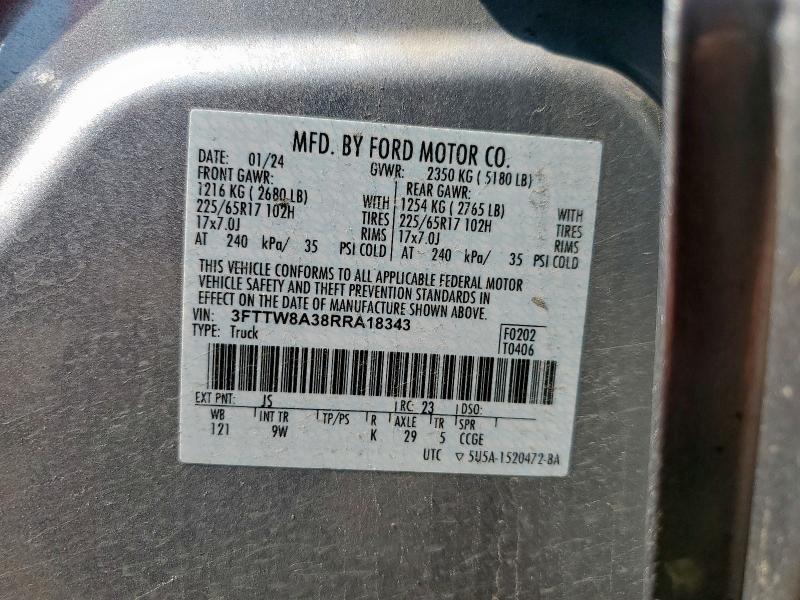 MFD. BY FORD MOTOR CO.
DATE: 01/24 GVWR: 2350 KG ( 5180 LB)
FRONT GAWR: REAR GAWR:
1216 KG ( 2680 LB) WITH 1254 KG ( 2765 LB) WITH
225/65R17 102H TIRES 225/65R17 102H TIRES
17x7.0J RIMS 17x7.0J RIMS
AT 240 kPa/ 35 PSI COLD AT 240 kPa/ 35 PSI COLD
THIS VEHICLE CONFORMS TO ALL APPLICABLE FEDERAL MOTOR
VEHICLE SAFETY AND THEFT PREVENTION STANDARDS IN
EFFECT ON THE DATE OF MANUFACTURE SHOWN ABOVE.
VIN: 3FTTW8A38RRA18343
TYPE: Truck F0202
T0406
EXT PNT: JS RC: 23 DSO:
WB INT TR TP/PS R AXLE TR SPR
121 9W K 29 5 CCGE
UTC ▽ 5U5A-1520472-BA